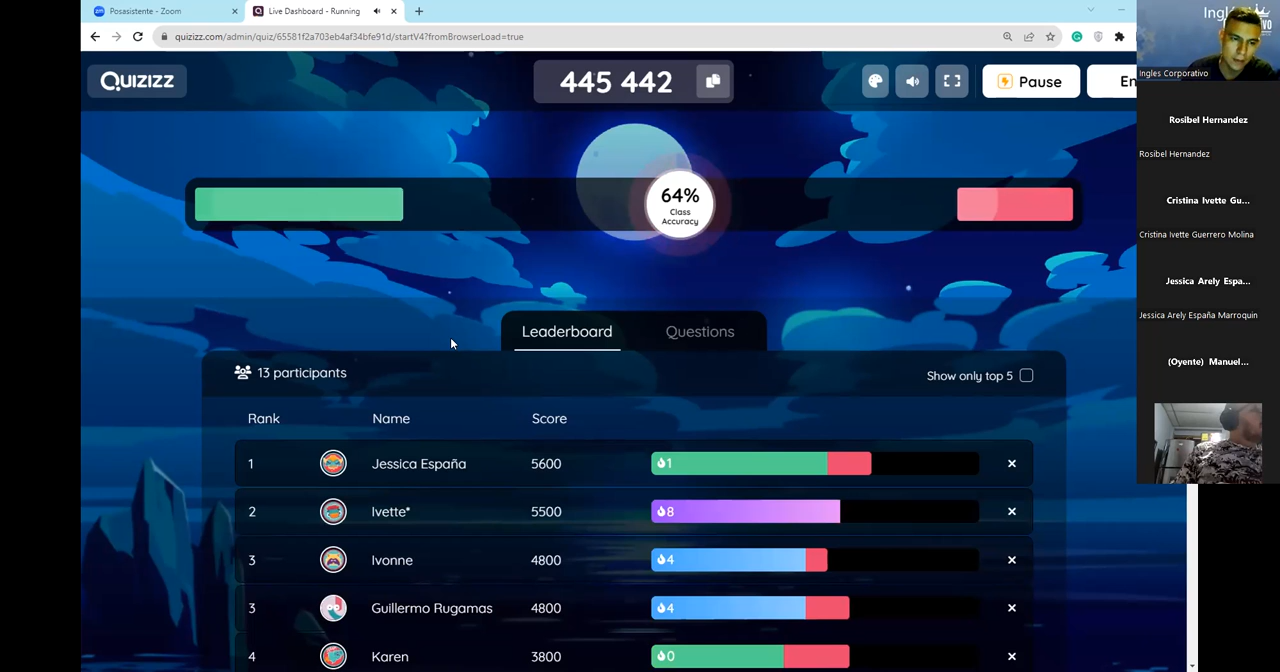 Posasistente - Zoom
Live Dashboard - Running
quizizz.com/admin/quiz/65581f2a703eb4af34bfe91d/startV4?fromBrowserLoad=true
Quizizz
445 442
Pause
En
64%
Class
Accuracy
Leaderboard
Questions
13 participants
Show only top 5
Rank
Name
Score
1
Jessica España
5600
1
2
Ivette*
5500
8
3
Ivonne
4800
4
3
Guillermo Rugamas
4800
4
4
Karen
3800
0
Ingles Corporativo
Rosibel Hernandez
Rosibel Hernandez
Cristina Ivette Gu...
Cristina Ivette Guerrero Molina
Jessica Arely Espa...
Jessica Arely España Marroquin
(Oyente) Manuel...